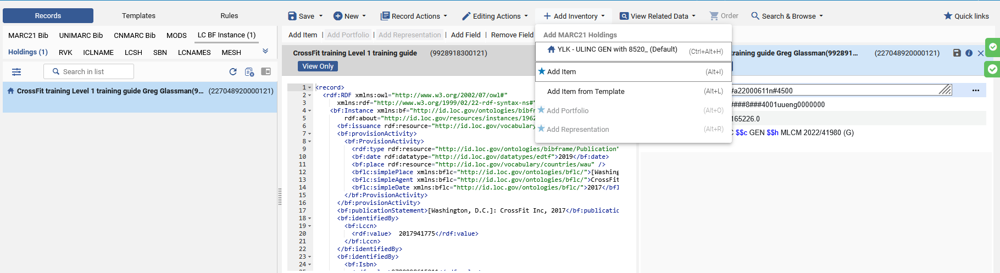 Records Templates Rules
Save New Record Actions Editing Actions Add Inventory View Related Data Order Search & Browse Quick links
MARC21 Bib UNIMARC Bib CNMARC Bib MODS LC BF Instance (1)
Holdings (1) RVK ICLNAME LCSH SBN LCNAMES MESH
Search in list
CrossFit training Level 1 training guide Greg Glassman(9... (227048920000121)
Add Item | Add Portfolio | Add Representation | Add Field | Remove Field
CrossFit training Level 1 training guide (9928918300121)
View Only
1 <record>
2 <rdf:RDF xmlns:owl="http://www.w3.org/2002/07/owl#"
3 xmlns:rdf="http://www.w3.org/1999/02/22-rdf-syntax-ns#"
4 <bf:Instance xmlns:bf="http://id.loc.gov/ontologies/bibfr
5 rdf:about="http://id.loc.gov/resources/instances/1962
6 <bf:issuance rdf:resource="http://id.loc.gov/vocabulary
7 <bf:provisionActivity>
8 <bf:ProvisionActivity>
9 <rdf:type rdf:resource="http://id.loc.gov/ontologies/bibframe/Publication"
10 <bf:date rdf:datatype="http://id.loc.gov/datatypes/edtf">2019</bf:date>
11 <bf:place rdf:resource="http://id.loc.gov/vocabulary/countries/wau" />
12 <bflc:simplePlace xmlns:bflc="http://id.loc.gov/ontologies/bflc/">[Washing
13 <bflc:simpleAgent xmlns:bflc="http://id.loc.gov/ontologies/bflc/">CrossFit
14 <bflc:simpleDate xmlns:bflc="http://id.loc.gov/ontologies/bflc/">2017</bfl
15 </bf:ProvisionActivity>
16 </bf:provisionActivity>
17 <bf:publicationStatement>[Washington, D.C.]: CrossFit Inc, 2017</bf:publicatio
18 <bf:identifiedBy>
19 <bf:Lccn>
20 <rdf:value> 2017941775</rdf:value>
21 </bf:Lccn>
22 </bf:identifiedBy>
23 <bf:identifiedBy>
24 <bf:Isbn>
Add MARC21 Holdings
YLK - ULINC GEN with 8520_ (Default) (Ctrl+Alt+H)
Add Item (Alt+I)
Add Item from Template (Alt+L)
Add Portfolio (Alt+O)
Add Representation (Alt+R)
raining guide Greg Glassman(992891... (227048920000121)
#a22000611n#4500
####8###4001uueng0000000
165226.0
$$c GEN $$h MLCM 2022/41980 (G)